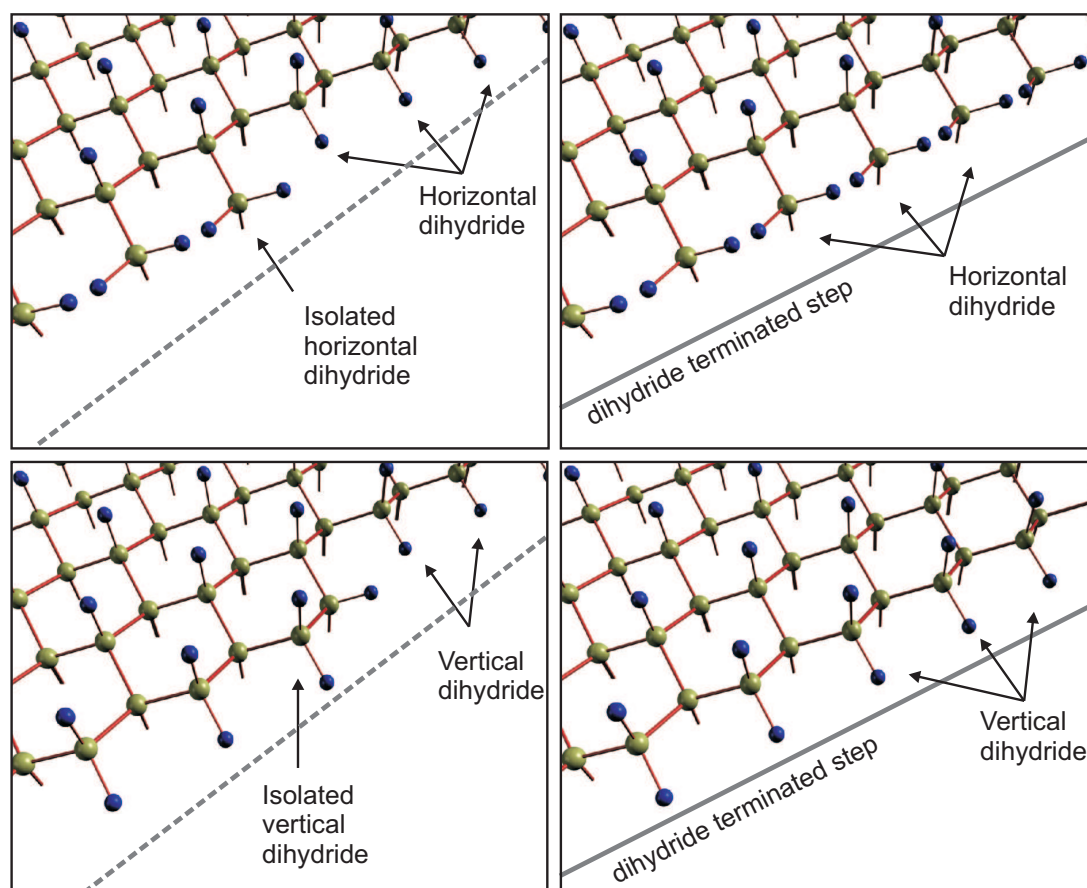 Horizontal
dihydride
Isolated
horizontal
dihydride
dihydride terminated step
Horizontal
dihydride
Vertical
dihydride
Isolated
vertical
dihydride
dihydride terminated step
Vertical
dihydride